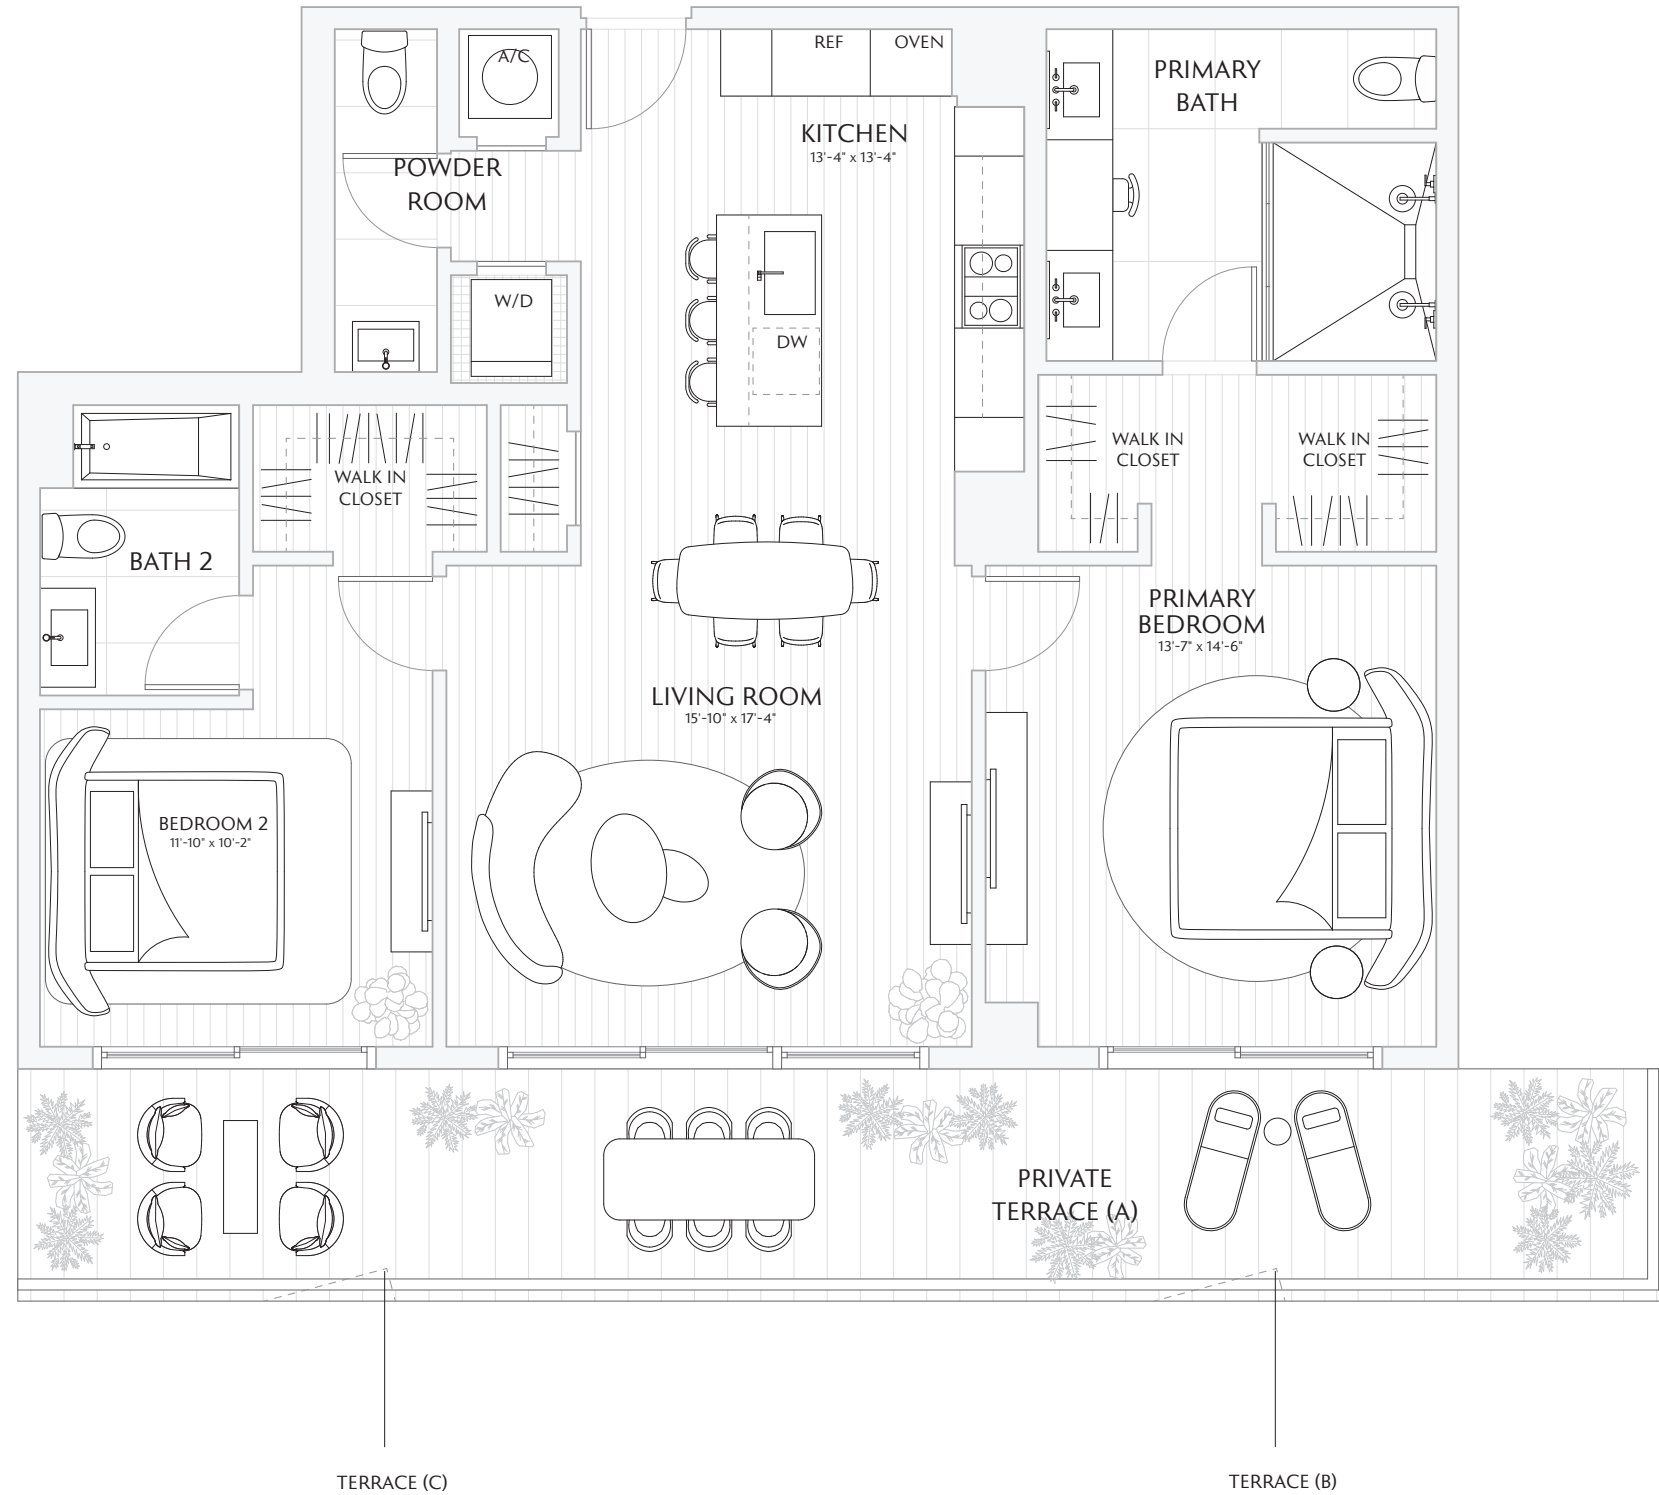 REF
OVEN
A/C
PRIMARY
BATH
KITCHEN
13'-4" x 13'-4"
POWDER
ROOM
W/D
DW
WALK IN
CLOSET
WALK IN
CLOSET
WALK IN
CLOSET
BATH 2
PRIMARY
BEDROOM
13'-7" x 14'-6"
LIVING ROOM
15'-10" x 17'-4"
BEDROOM 2
11'-10" x 10'-2"
PRIVATE
TERRACE (A)
TERRACE (C)
TERRACE (B)